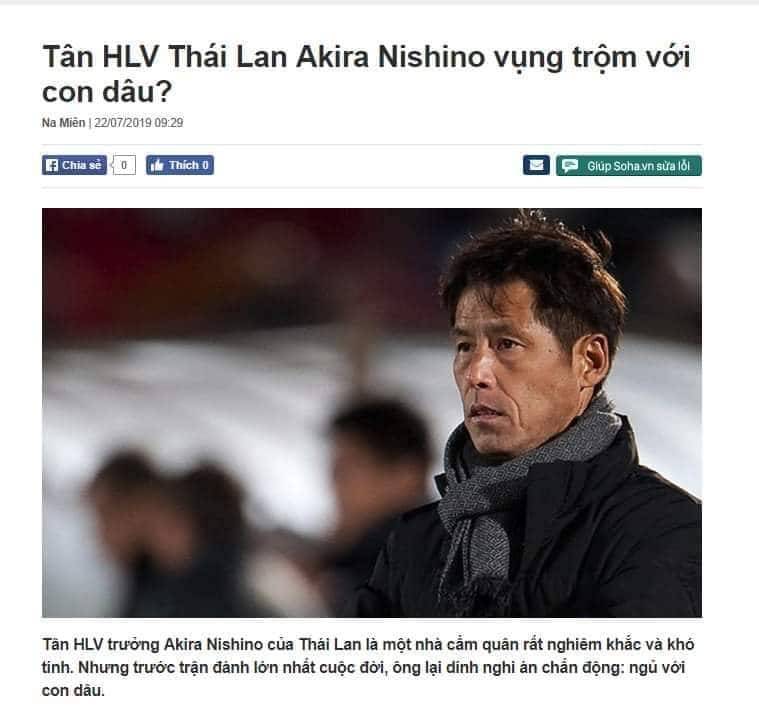 Tân HLV Thái Lan Akira Nishino vụng trộm với
con dâu?
Na Miên | 22/07/2019 09:29
Chia sẻ 0 Thích 0 Giúp Soha.vn sửa lỗi
Tân HLV trưởng Akira Nishino của Thái Lan là một nhà cầm quân rất nghiêm khắc và khó
tính. Nhưng trước trận đánh lớn nhất cuộc đời, ông lại dính nghi án chấn động: ngủ với
con dâu.